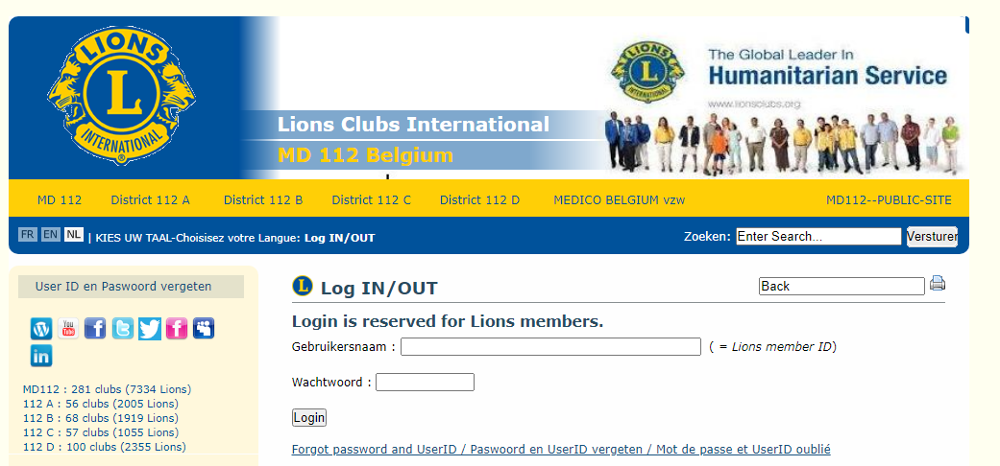 LIONS
L
INTERNATIONAL
LIONS
L
INTERNATIONAL
The Global Leader In
Humanitarian Service
www.lionsclubs.org
Lions Clubs International
MD 112 Belgium
MD 112 District 112 A District 112 B District 112 C District 112 D MEDICO BELGIUM vzw MD112--PUBLIC-SITE
FR EN NL | KIES UW TAAL-Choisisez votre Langue: Log IN/OUT Zoeken: Enter Search... Versturen
User ID en Paswoord vergeten
You Tube
MD112 : 281 clubs (7334 Lions)
112 A : 56 clubs (2005 Lions)
112 B : 68 clubs (1919 Lions)
112 C : 57 clubs (1055 Lions)
112 D : 100 clubs (2355 Lions)
L Log IN/OUT Back
Login is reserved for Lions members.
Gebruikersnaam : ( = Lions member ID)
Wachtwoord :
Login
Forgot password and UserID / Paswoord en UserID vergeten / Mot de passe et UserID oublié